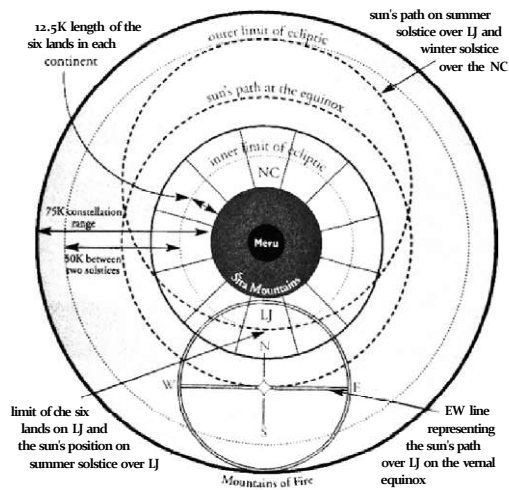 12.5K length of the
six lands in each
continent
sun's path on summer
solstice over LJ and
winter solstice
over the NC
outer limit of ecliptic
sun's path at the equinox
inner limit of ecliptic
NC
75K constellation
range
50K between
two solstices
Meru
Sita Mountains
LJ
N
W
E
S
limit of che six
lands on LJ and
the sun's position on
summer solstice over LJ
EW line
representing
the sun's path
over LJ on the vernal
equinox
Mountains of Fire